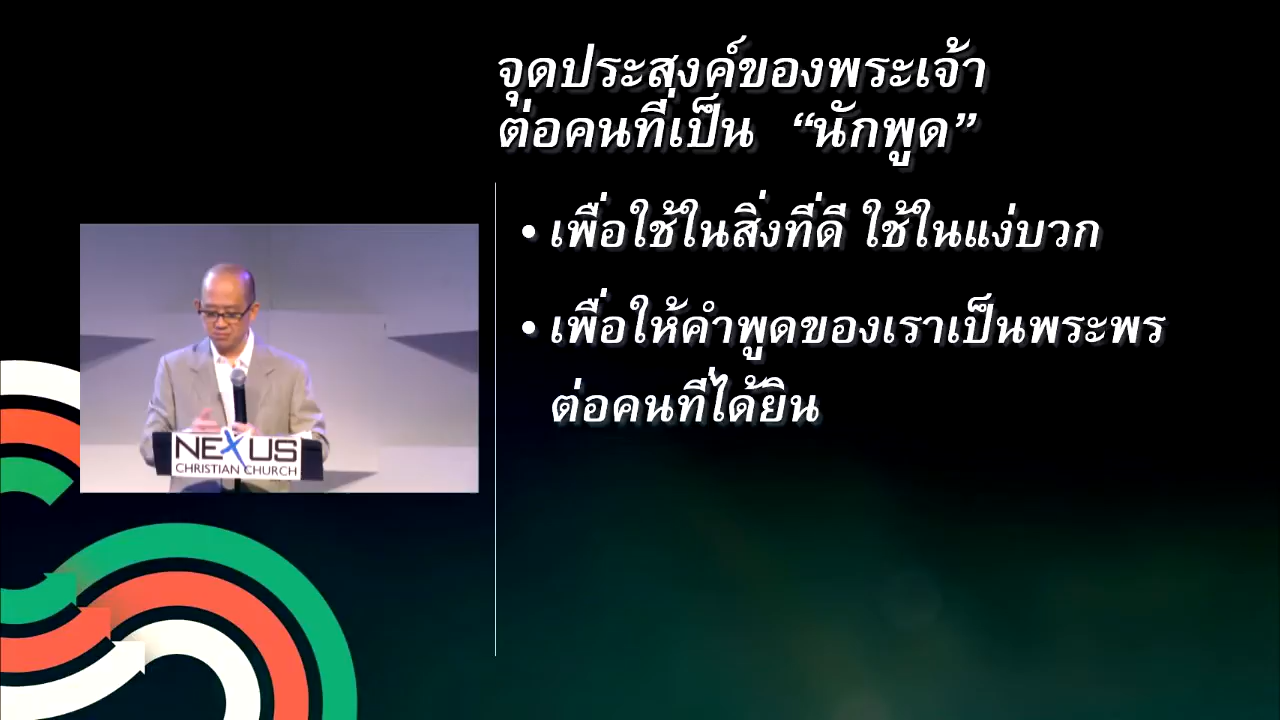 จุดประสงค์ของพระเจ้า
ต่อคนที่เป็น “นักพูด”
• เพื่อใช้ในสิ่งที่ดี ใช้ในแง่บวก
• เพื่อให้คำพูดของเราเป็นพระพร
ต่อคนที่ได้ยิน
NEXUS
CHRISTIAN CHURCH